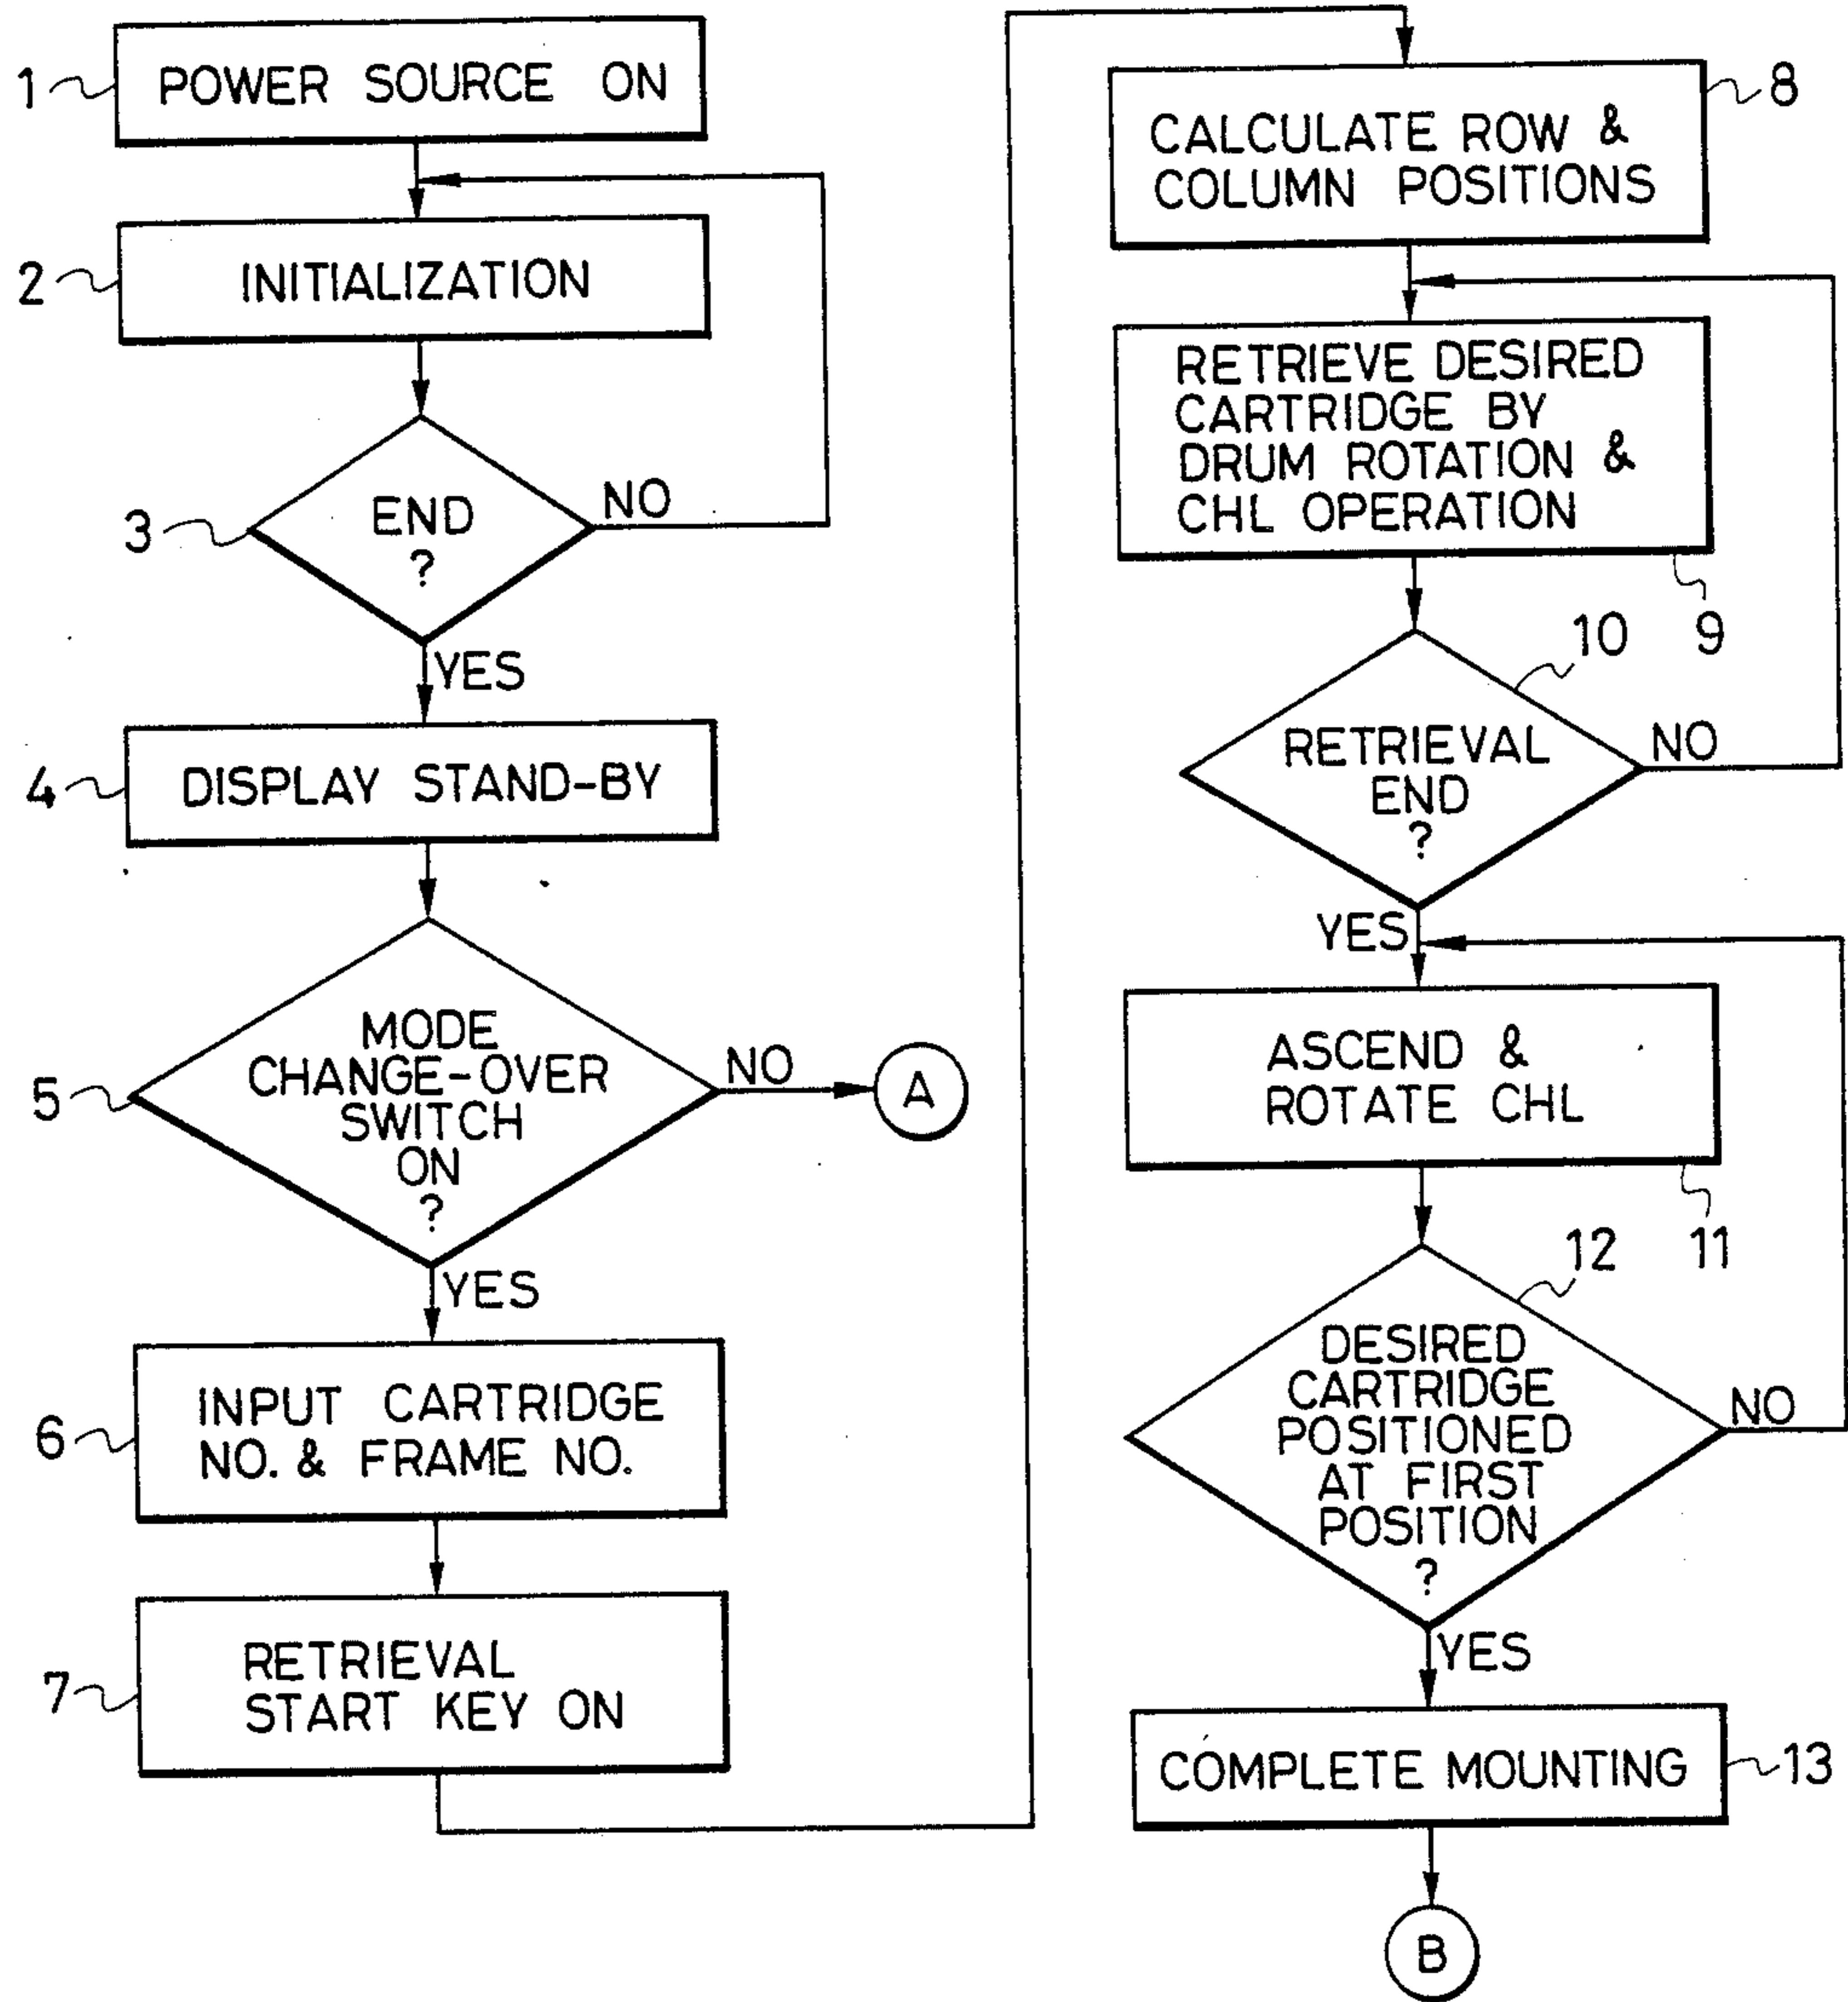 1
POWER SOURCE ON
2
INITIALIZATION
3
END
?
NO
YES
4
DISPLAY STAND-BY
5
MODE
CHANGE-OVER
SWITCH
ON
?
NO
A
YES
6
INPUT CARTRIDGE
NO. & FRAME NO.
7
RETRIEVAL
START KEY ON
8
CALCULATE ROW &
COLUMN POSITIONS
RETRIEVE DESIRED
CARTRIDGE BY
DRUM ROTATION &
CHL OPERATION
9
10
RETRIEVAL
END
?
NO
YES
ASCEND &
ROTATE CHL
11
12
DESIRED
CARTRIDGE
POSITIONED
AT FIRST
POSITION
?
NO
YES
COMPLETE MOUNTING
13
B